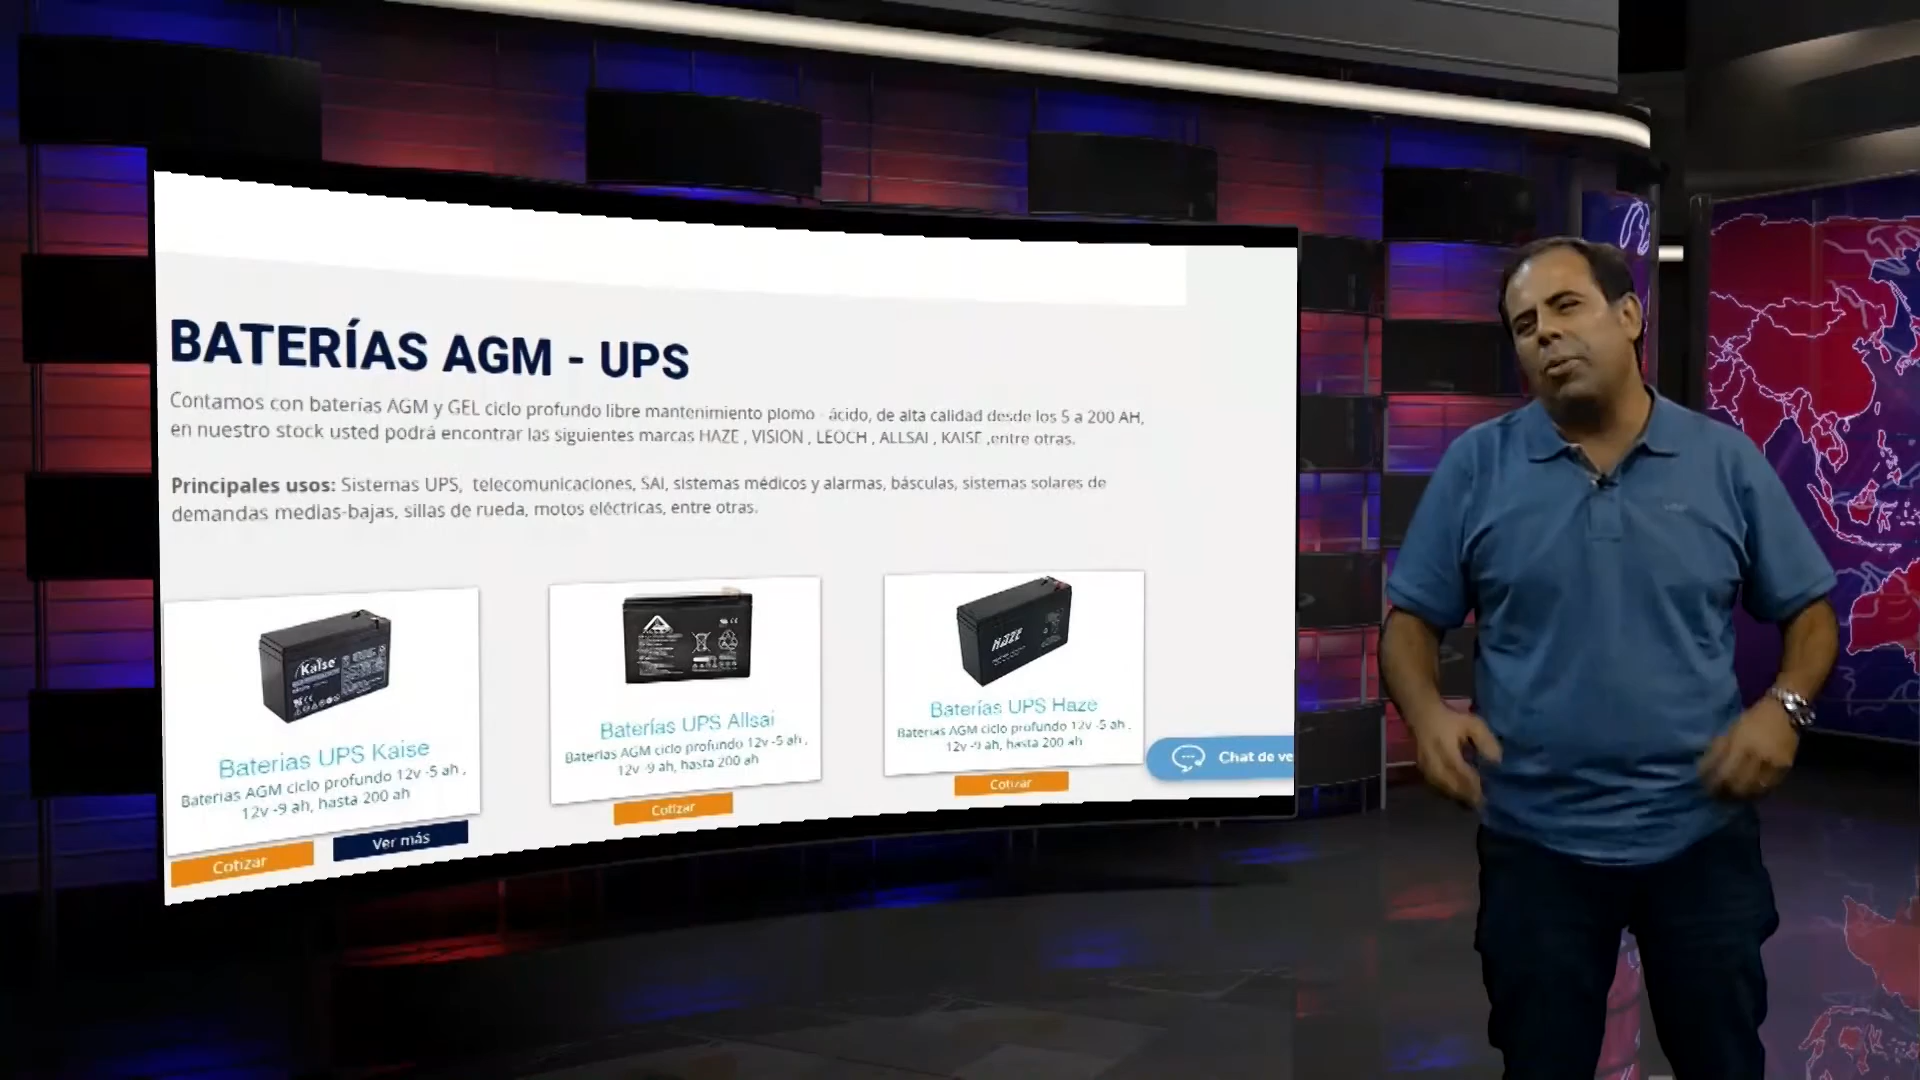 BATERÍAS AGM - UPS
Contamos con baterías AGM y GEL ciclo profundo libre mantenimiento plomo - ácido, de alta calidad desde los 5 a 200 AH,
en nuestro stock usted podrá encontrar las siguientes marcas HAZE , VISION , LEOCH , ALLSAI , KAISE ,entre otras.
Principales usos: Sistemas UPS, telecomunicaciones, SAI, sistemas médicos y alarmas, básculas, sistemas solares de
demandas medias-bajas, sillas de rueda, motos eléctricas, entre otras.
Kaise
HAZE
Baterias UPS Kaise
Baterias AGM ciclo profundo 12v -5 ah ,
12v -9 ah, hasta 200 ah
Cotizar
Ver más
Baterías UPS Allsai
Baterias AGM ciclo profundo 12v -5 ah ,
12v -9 ah, hasta 200 ah
Cotizar
Baterías UPS Haze
Baterias AGM ciclo profundo 12v -5 ah ,
12v -9 ah, hasta 200 ah
Cotizar
Chat de ve